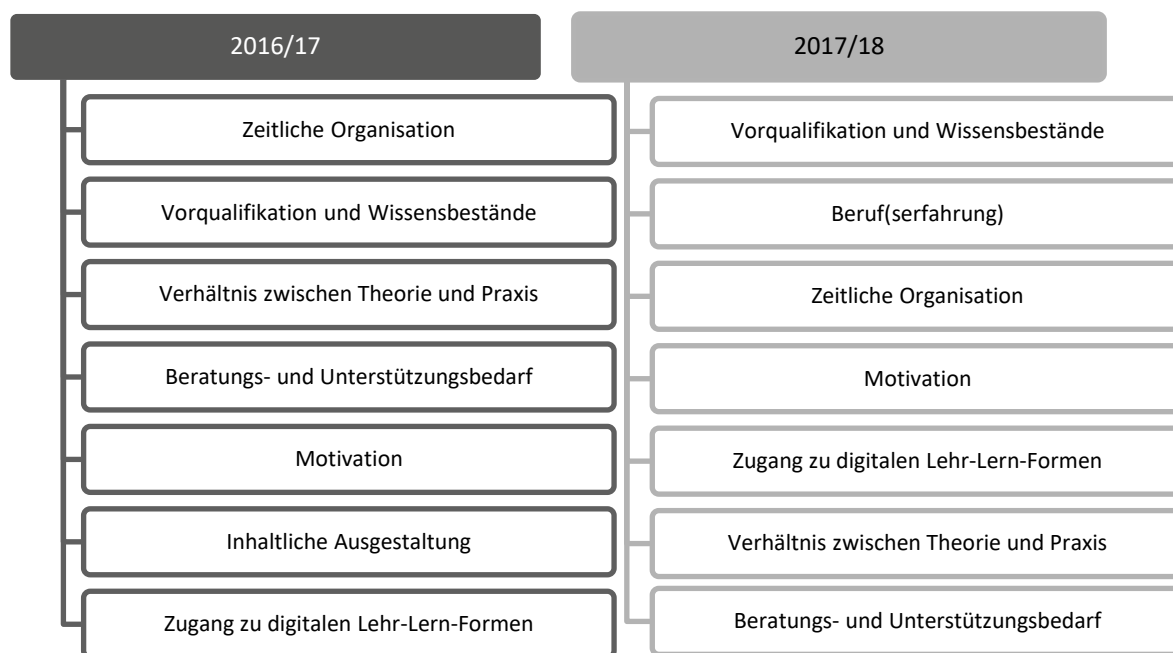 2016/17
Zeitliche Organisation
Vorqualifikation und Wissensbestände
Verhältnis zwischen Theorie und Praxis
Beratungs- und Unterstützungsbedarf
Motivation
Inhaltliche Ausgestaltung
Zugang zu digitalen Lehr-Lern-Formen
2017/18
Vorqualifikation und Wissensbestände
Beruf(serfahrung)
Zeitliche Organisation
Motivation
Zugang zu digitalen Lehr-Lern-Formen
Verhältnis zwischen Theorie und Praxis
Beratungs- und Unterstützungsbedarf